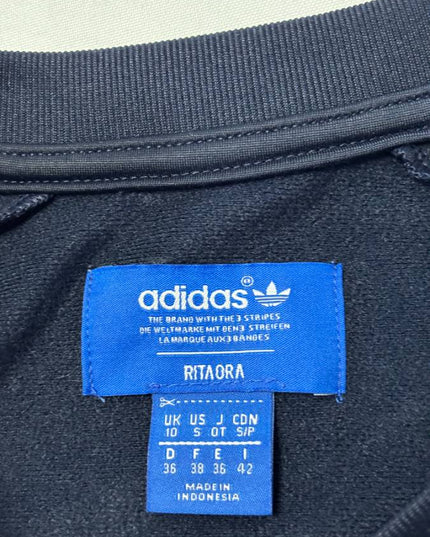 adidas®
THE BRAND WITH THE 3 STRIPES
DIE WELTMARKE MIT DEN 3 STREIFEN
LA MARQUE AUX 3 BANDES
RITA ORA
UK US J CDN
10 S OT S/P
D F E I
36 38 36 42
MADE IN
INDONESIA